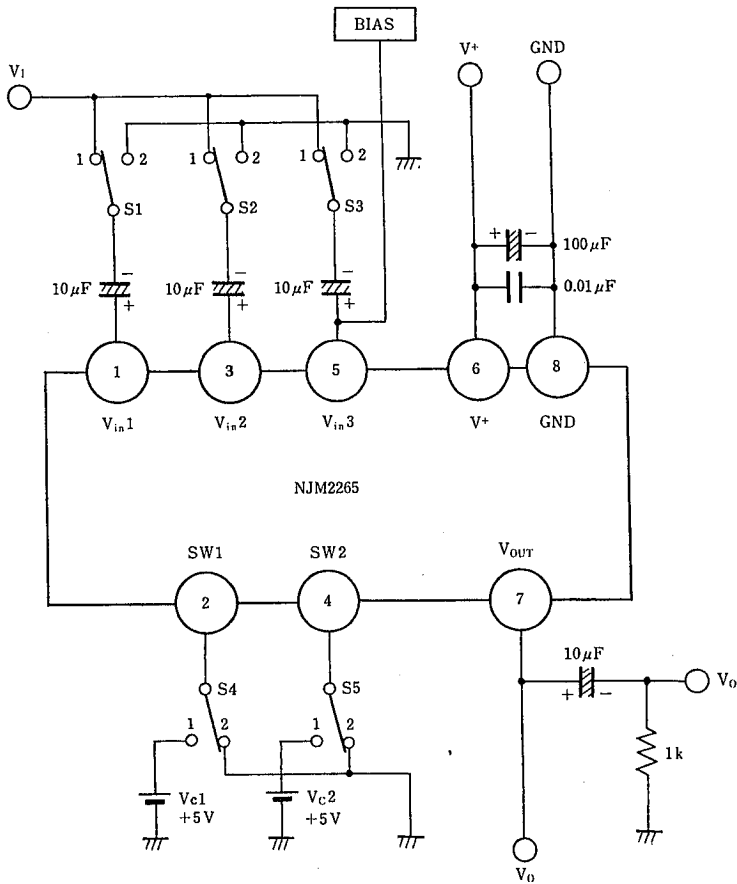 BIAS
V+ GND
VI
1 2 1 2 1 2
S1 S2 S3
+ − 100μF
0.01μF
− − −
10μF 10μF 10μF
+ + +
1 3 5 6 8
Vin1 Vin2 Vin3 V+ GND
NJM2265
SW1 SW2 VOUT
2 4 7
10μF
S4 S5
+ − VO
1 2 1 2
1k
Vc1 VC2
+5V +5V
VO